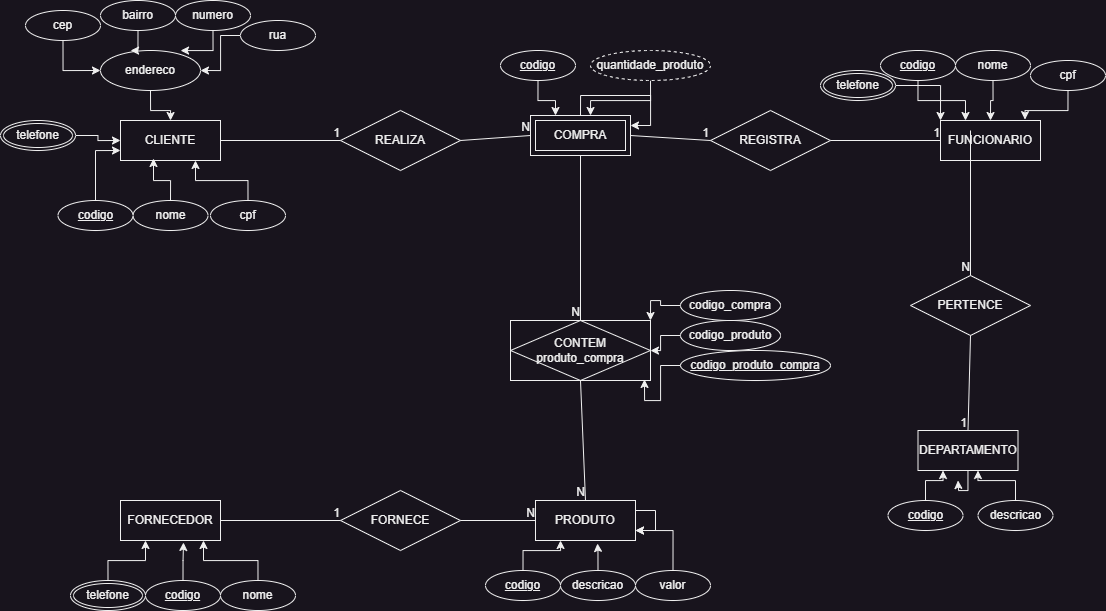 bairro
numero
cep
rua
endereco
codigo
quantidade_produto
codigo
nome
cpf
telefone
telefone
CLIENTE
1
REALIZA
N
COMPRA
1
REGISTRA
1
FUNCIONARIO
codigo
nome
cpf
N
PERTENCE
N
codigo_compra
CONTEM
produto_compra
codigo_produto
codigo_produto_compra
1
DEPARTAMENTO
N
codigo
descricao
FORNECEDOR
1
FORNECE
N
PRODUTO
telefone
codigo
nome
codigo
descricao
valor